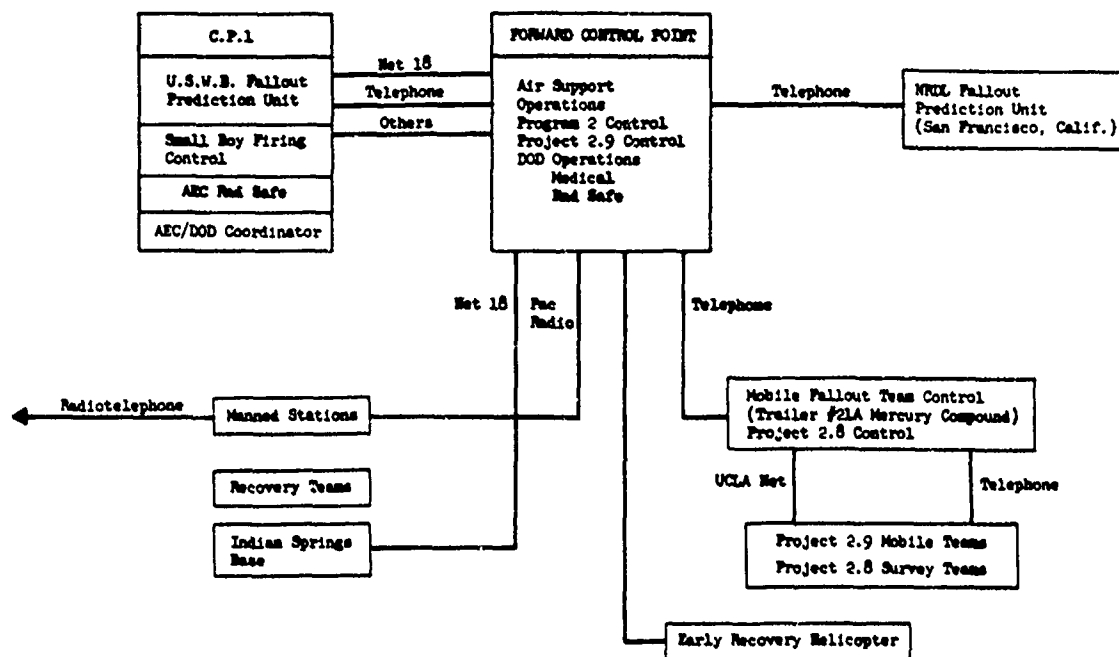 C.P.1
U.S.W.B. Fallout
Prediction Unit
Small Boy Firing
Control
AEC Rad Safe
AEC/DOD Coordinator
Net 18
Telephone
Others
FORWARD CONTROL POINT
Air Support
Operations
Program 2 Control
Project 2.9 Control
DOD Operations
Medical
Rad Safe
Telephone
NRDL Fallout
Prediction Unit
(San Francisco, Calif.)
Net 18
Pac
Radio
Telephone
Radiotelephone
Manned Stations
Recovery Teams
Indian Springs
Base
Mobile Fallout Team Control
(Trailer #21A Mercury Compound)
Project 2.8 Control
UCLA Net
Telephone
Project 2.9 Mobile Teams
Project 2.8 Survey Teams
Early Recovery Helicopter